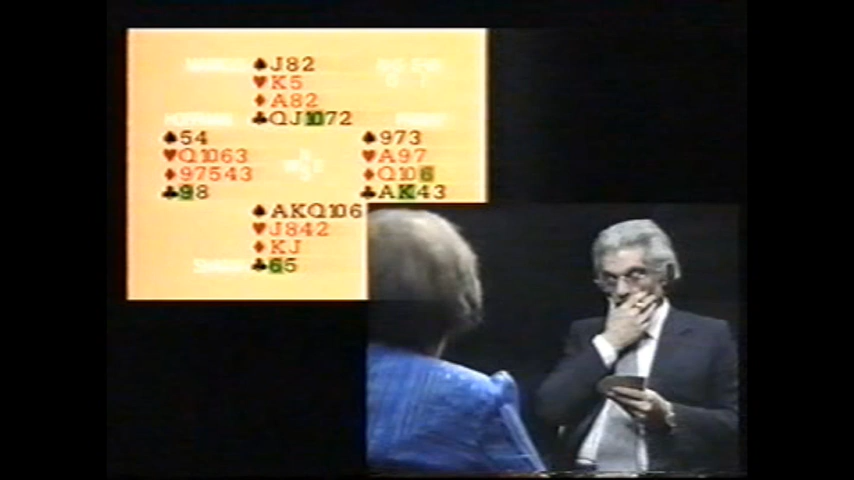 ♠J82
♥K5
♦A82
♣QJ1072
♠54
♥Q1063
♦97543
♣98
♠973
♥A97
♦Q106
♣AK43
♠AKQ106
♥J842
♦KJ
♣65